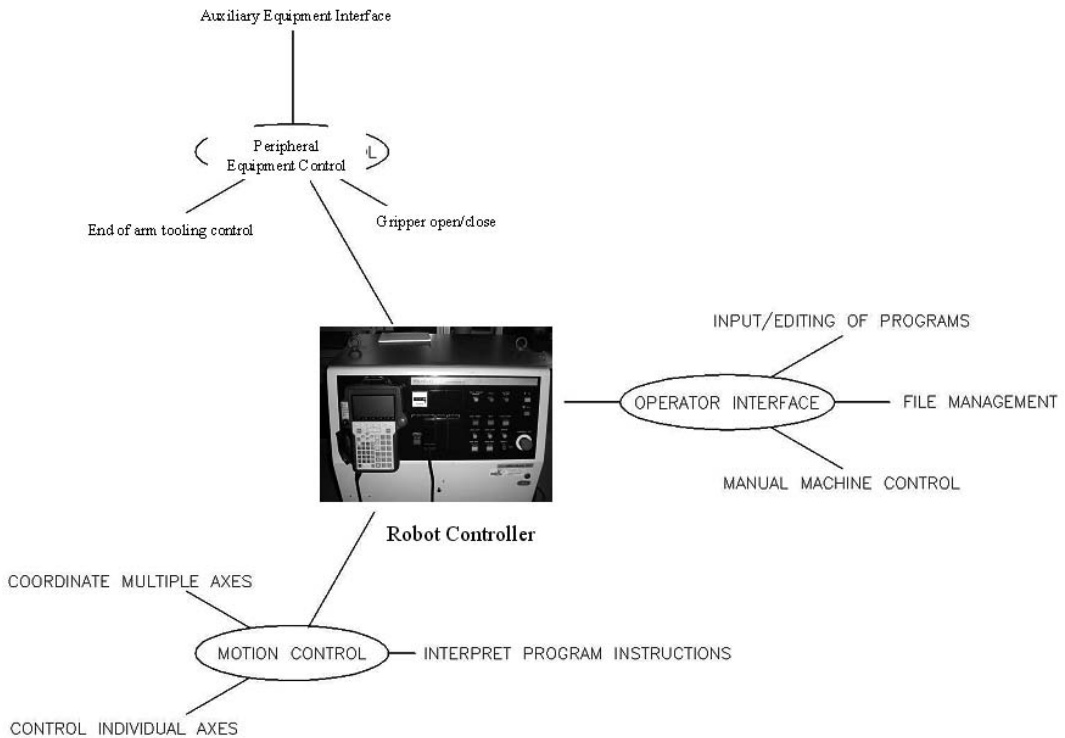 Auxiliary Equipment Interface
Peripheral
Equipment Control
L
End of arm tooling control
Gripper open/close
INPUT/EDITING OF PROGRAMS
OPERATOR INTERFACE
FILE MANAGEMENT
MANUAL MACHINE CONTROL
Robot Controller
COORDINATE MULTIPLE AXES
MOTION CONTROL
INTERPRET PROGRAM INSTRUCTIONS
CONTROL INDIVIDUAL AXES